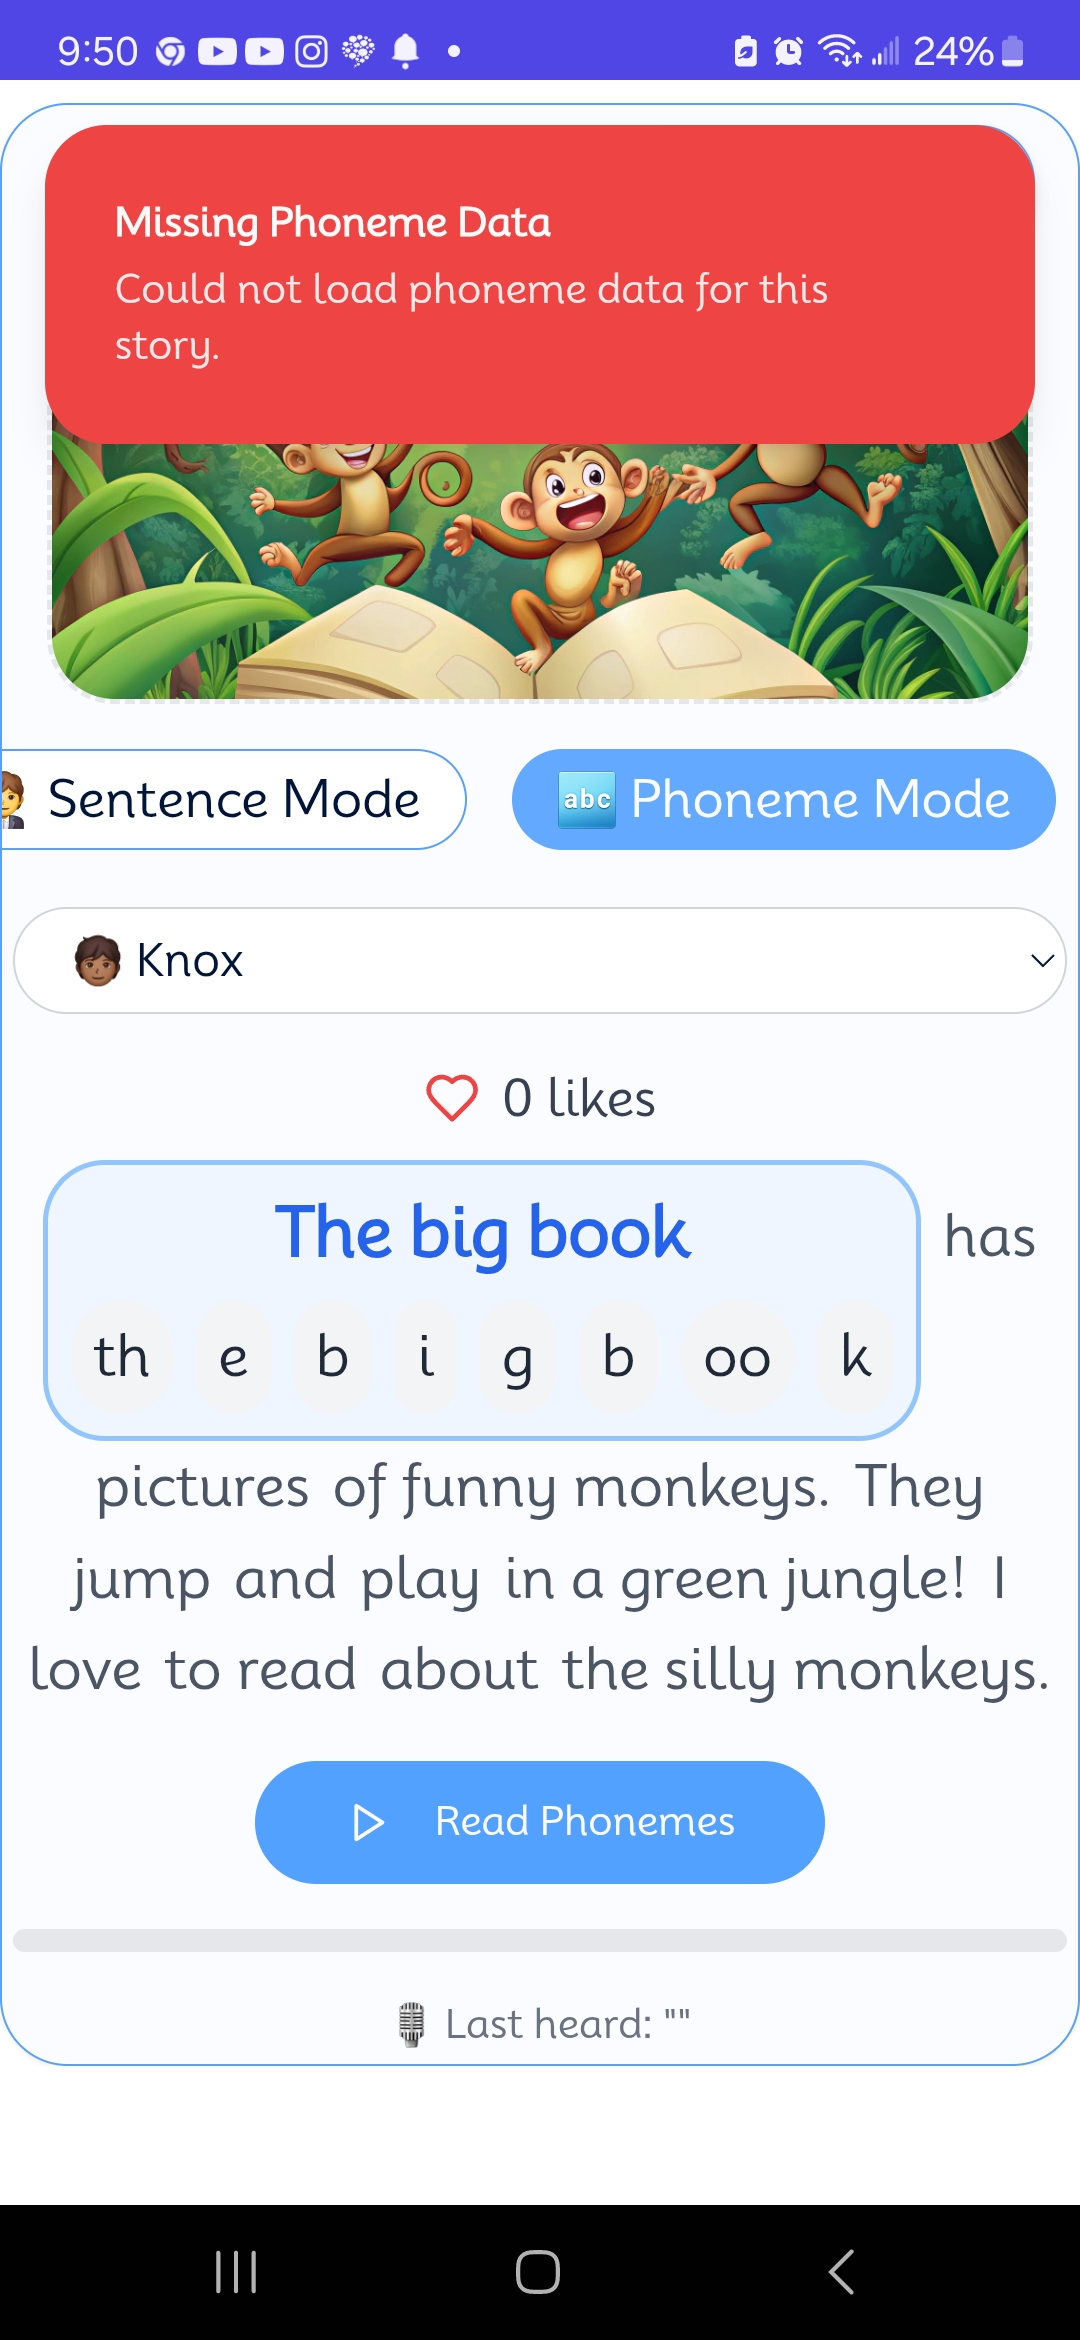 9:50
24%
Missing Phoneme Data
Could not load phoneme data for this
story.
Sentence Mode
abc Phoneme Mode
Knox
0 likes
The big book has
th e b i g b oo k
pictures of funny monkeys. They
jump and play in a green jungle! I
love to read about the silly monkeys.
Read Phonemes
Last heard: ""